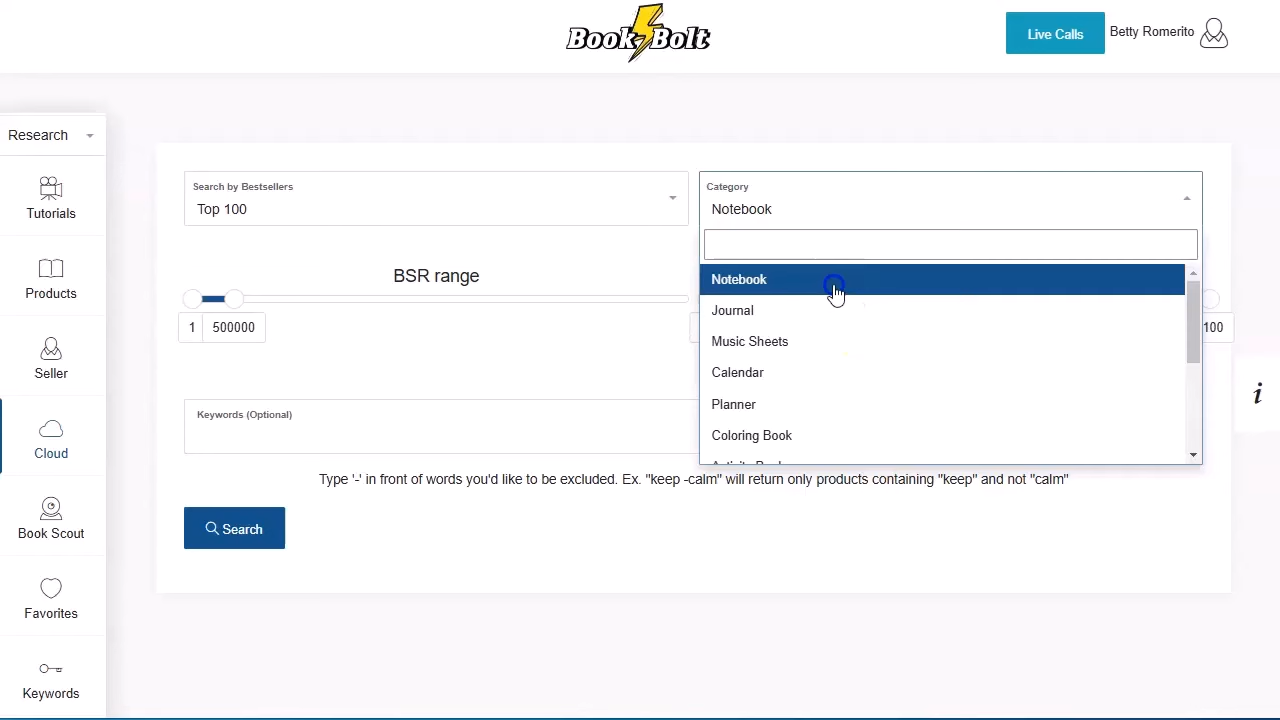 Book Bolt
Live Calls
Betty Romerito
Research
Tutorials
Products
Seller
Cloud
Book Scout
Favorites
Keywords
Search by Bestsellers
Top 100
Category
Notebook
Notebook
Journal
Music Sheets
Calendar
Planner
Coloring Book
BSR range
1
500000
100
Keywords (Optional)
Type '-' in front of words you'd like to be excluded. Ex. "keep -calm" will return only products containing "keep" and not "calm"
Search
i